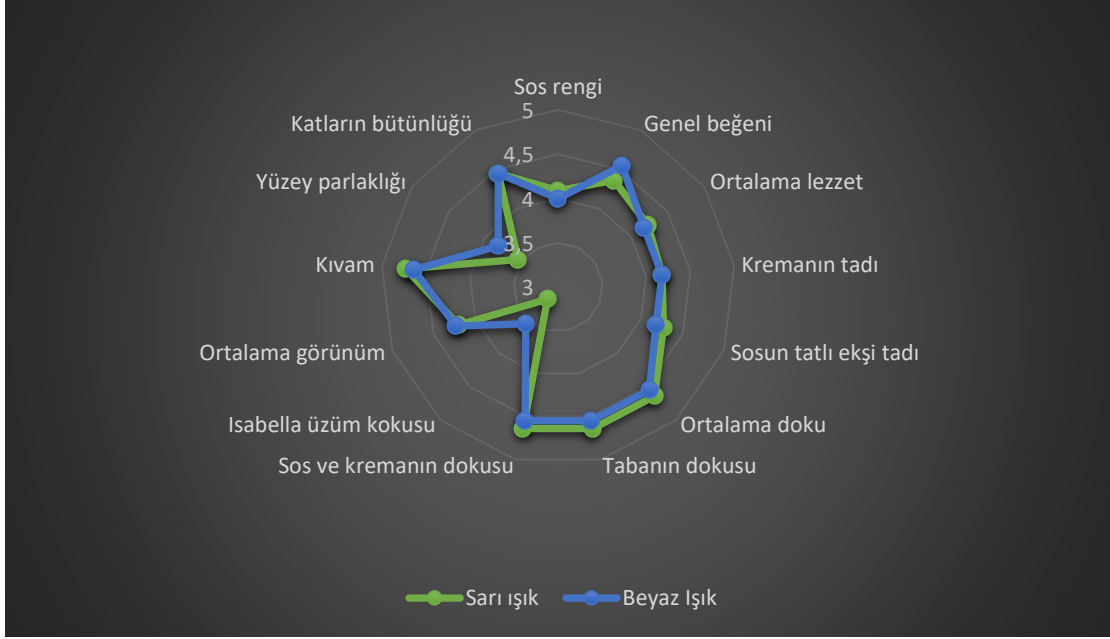 Sos rengi
Genel beğeni
Ortalama lezzet
Kremanın tadı
Sosun tatlı ekşi tadı
Ortalama doku
Tabanın dokusu
Sos ve kremanın dokusu
Isabella üzüm kokusu
Ortalama görünüm
Kıvam
Yüzey parlaklığı
Katların bütünlüğü
5
4,5
4
3,5
3
Sarı ışık
Beyaz Işik